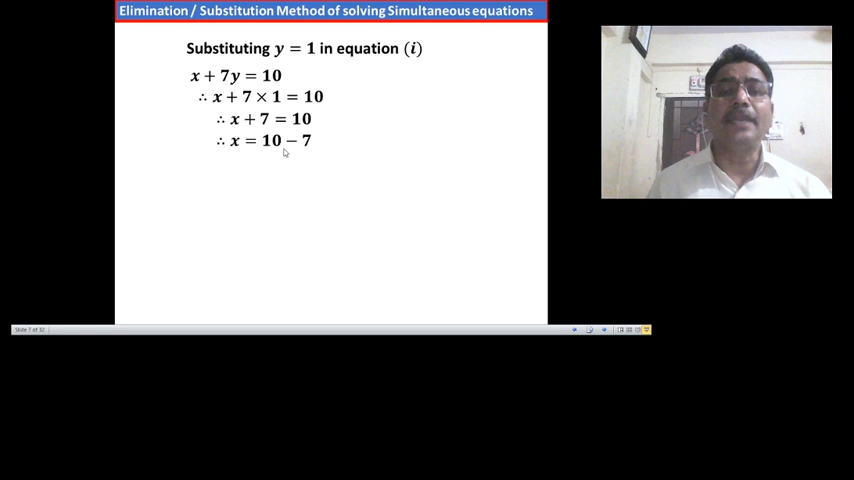 Elimination / Substitution Method of solving Simultaneous equations
Substituting y = 1 in equation (i)
x + 7y = 10
∴ x + 7 × 1 = 10
∴ x + 7 = 10
∴ x = 10 − 7
Slide 7 of 32